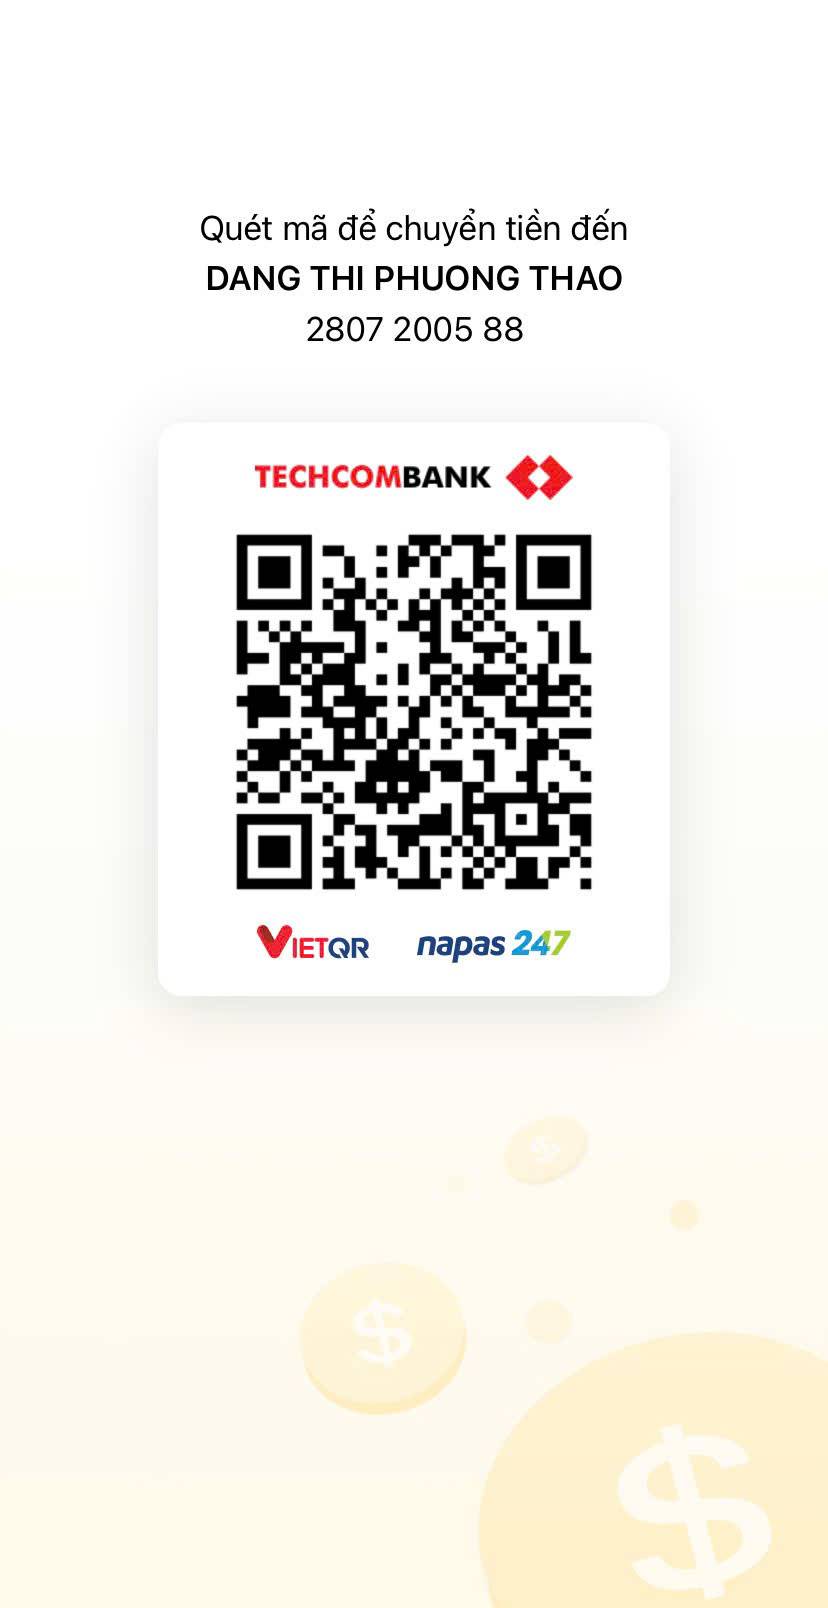 Quét mã để chuyển tiền đến
DANG THI PHUONG THAO
2807 2005 88
TECHCOMBANK
VIETQR napas 247
$
$
$